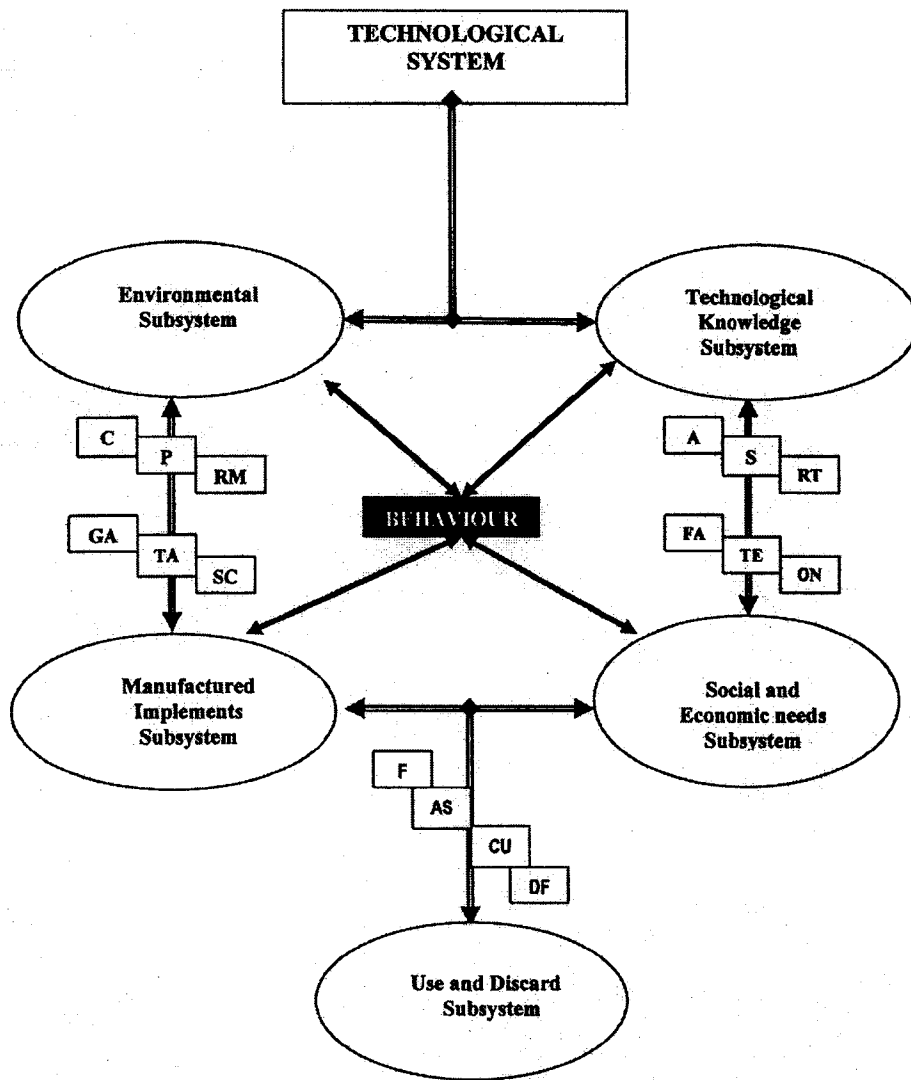 TECHNOLOGICAL
SYSTEM
Environmental
Subsystem
Technological
Knowledge
Subsystem
C
P
RM
A
S
RT
BEHAVIOUR
GA
TA
SC
FA
TE
ON
Manufactured
Implements
Subsystem
Social and
Economic needs
Subsystem
F
AS
CU
DF
Use and Discard
Subsystem